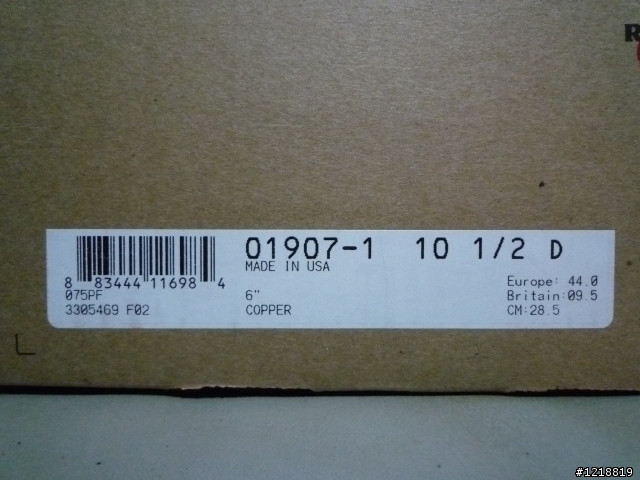 01907-1 10 1/2 D
MADE IN USA
8 83444 11698 4
075PF
3305469 F02
6"
COPPER
Europe: 44.0
Britain:09.5
CM:28.5
#1218819